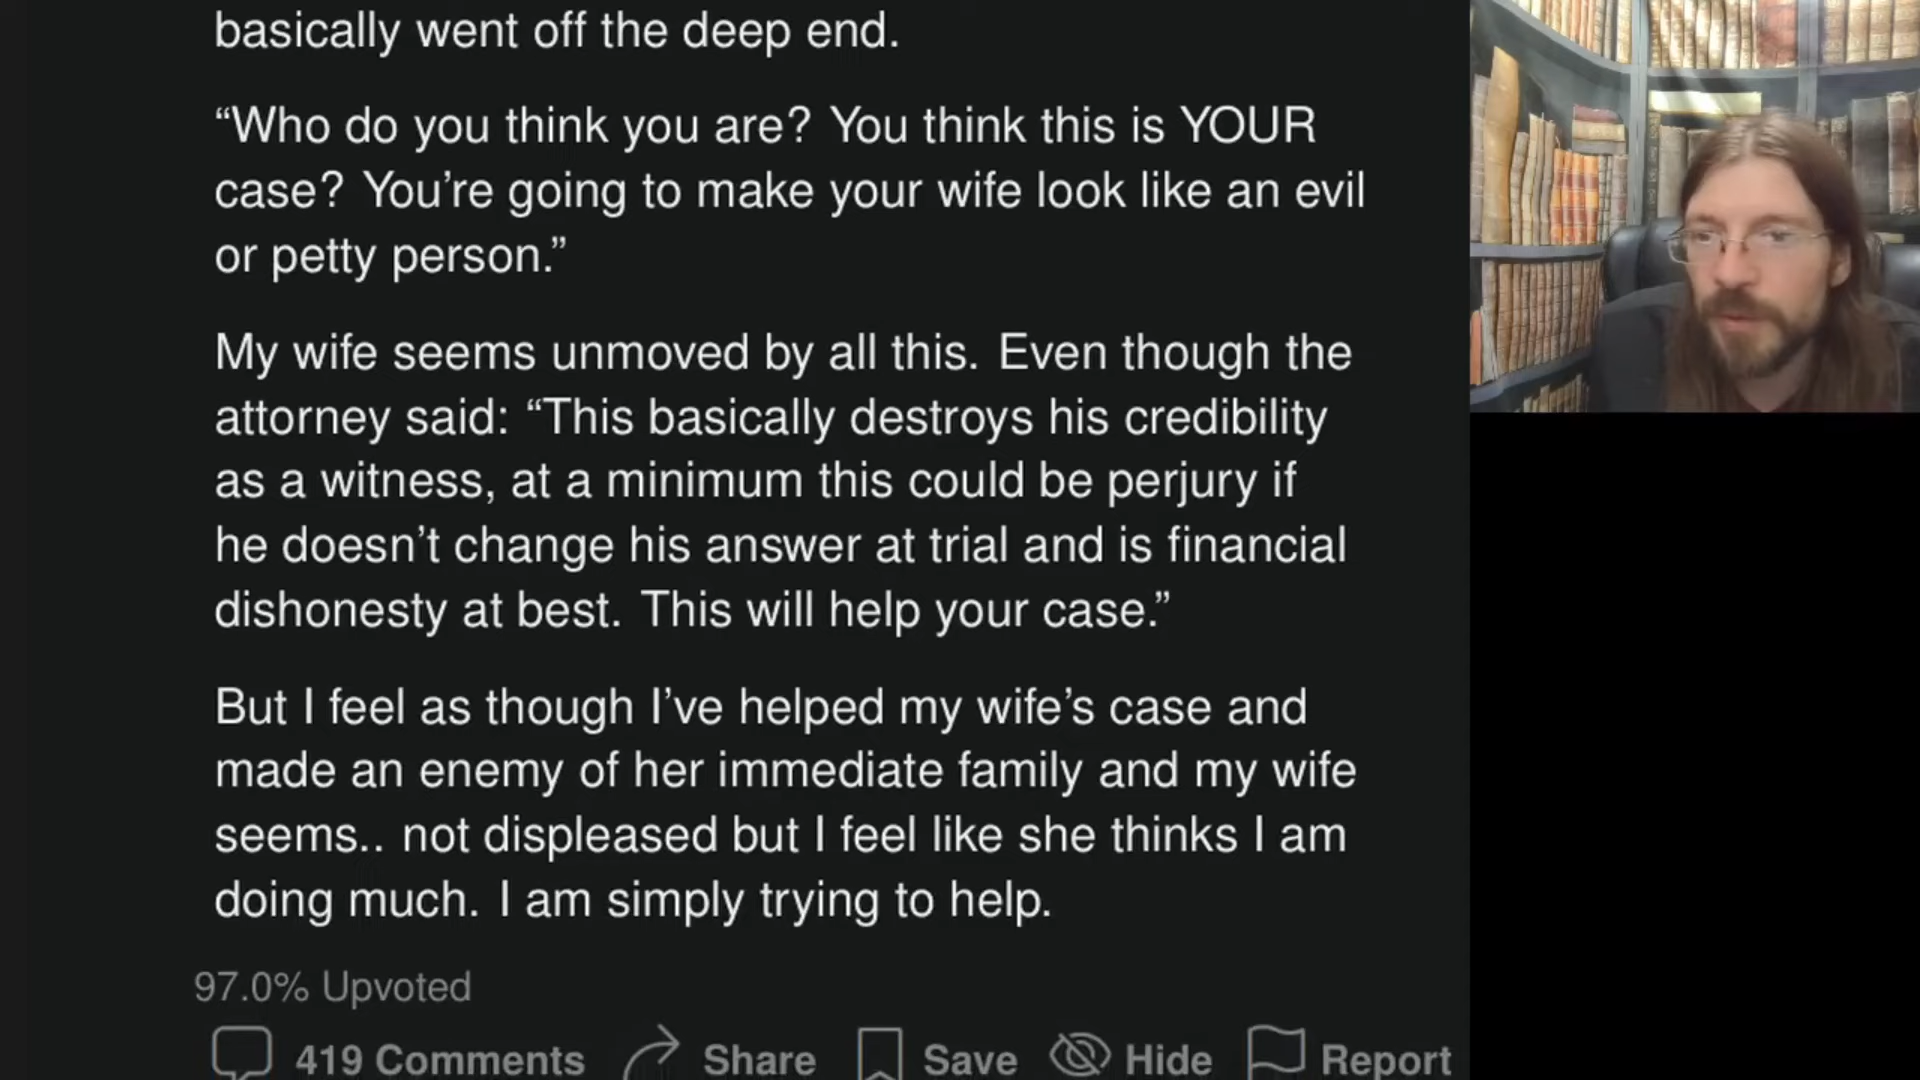 basically went off the deep end.
“Who do you think you are? You think this is YOUR
case? You’re going to make your wife look like an evil
or petty person.”
My wife seems unmoved by all this. Even though the
attorney said: “This basically destroys his credibility
as a witness, at a minimum this could be perjury if
he doesn’t change his answer at trial and is financial
dishonesty at best. This will help your case.”
But I feel as though I’ve helped my wife’s case and
made an enemy of her immediate family and my wife
seems.. not displeased but I feel like she thinks I am
doing much. I am simply trying to help.
97.0% Upvoted
419 Comments Share Save Hide Report